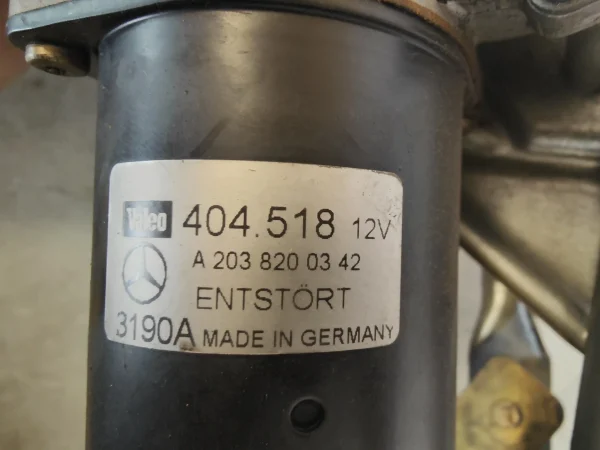 Valeo 404.518 12V
A 203 820 03 42
ENTSTÖRT
3190A MADE IN GERMANY